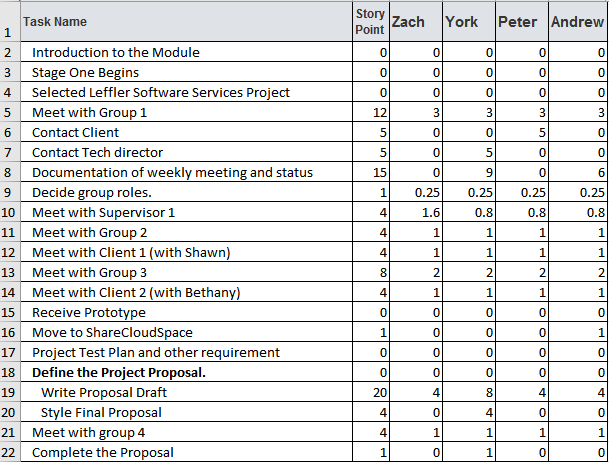 1 Task Name Story Point Zach York Peter Andrew
2 Introduction to the Module 0 0 0 0 0
3 Stage One Begins 0 0 0 0 0
4 Selected Leffler Software Services Project 0 0 0 0 0
5 Meet with Group 1 12 3 3 3 3
6 Contact Client 5 0 0 5 0
7 Contact Tech director 5 0 5 0 0
8 Documentation of weekly meeting and status 15 0 9 0 6
9 Decide group roles. 1 0.25 0.25 0.25 0.25
10 Meet with Supervisor 1 4 1.6 0.8 0.8 0.8
11 Meet with Group 2 4 1 1 1 1
12 Meet with Client 1 (with Shawn) 4 1 1 1 1
13 Meet with Group 3 8 2 2 2 2
14 Meet with Client 2 (with Bethany) 4 1 1 1 1
15 Receive Prototype 0 0 0 0 0
16 Move to ShareCloudSpace 1 0 0 0 1
17 Project Test Plan and other requirement 0 0 0 0 0
18 Define the Project Proposal. 0 0 0 0 0
19 Write Proposal Draft 20 4 8 4 4
20 Style Final Proposal 4 0 4 0 0
21 Meet with group 4 4 1 1 1 1
22 Complete the Proposal 1 0 1 0 0